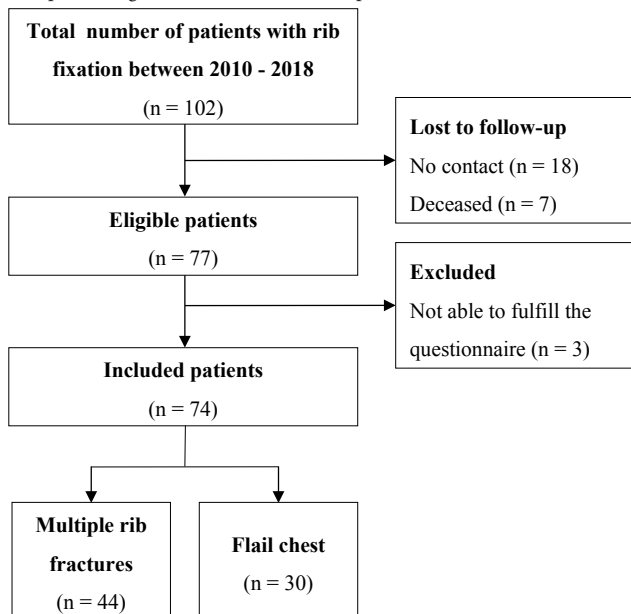 Total number of patients with rib
fixation between 2010 - 2018
(n = 102)
Lost to follow-up
No contact (n = 18)
Deceased (n = 7)
Eligible patients
(n = 77)
Excluded
Not able to fulfill the
questionnaire (n = 3)
Included patients
(n = 74)
Multiple rib
fractures
(n = 44)
Flail chest
(n = 30)